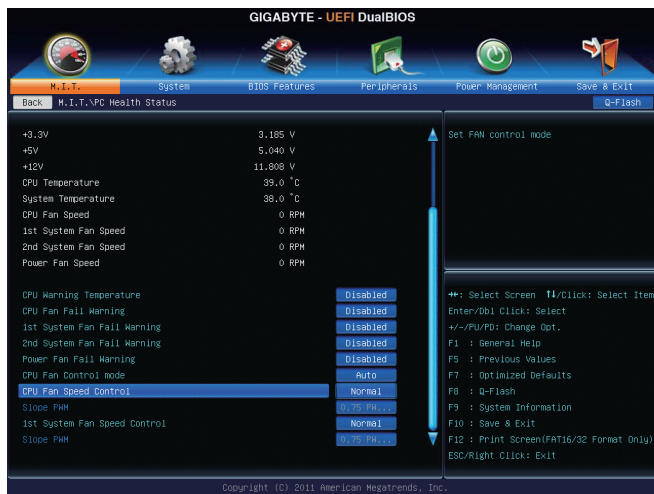 GIGABYTE - UEFI DualBIOS
M.I.T. System BIOS Features Peripherals Power Management Save & Exit
Back M.I.T.\PC Health Status Q-Flash
+3.3V 3.185 V
+5V 5.040 V
+12V 11.808 V
CPU Temperature 39.0 °C
System Temperature 38.0 °C
CPU Fan Speed 0 RPM
1st System Fan Speed 0 RPM
2nd System Fan Speed 0 RPM
Power Fan Speed 0 RPM
CPU Warning Temperature Disabled
CPU Fan Fail Warning Disabled
1st System Fan Fail Warning Disabled
2nd System Fan Fail Warning Disabled
Power Fan Fail Warning Disabled
CPU Fan Control mode Auto
CPU Fan Speed Control Normal
Slope PWM 0.75 PW...
1st System Fan Speed Control Normal
Slope PWM 0.75 PW...
Set FAN control mode
→←: Select Screen ↑↓/Click: Select Item
Enter/Dbl Click: Select
+/-/PU/PD: Change Opt.
F1 : General Help
F5 : Previous Values
F7 : Optimized Defaults
F8 : Q-Flash
F9 : System Information
F10 : Save & Exit
F12 : Print Screen(FAT16/32 Format Only)
ESC/Right Click: Exit
Copyright (C) 2011 American Megatrends, Inc.